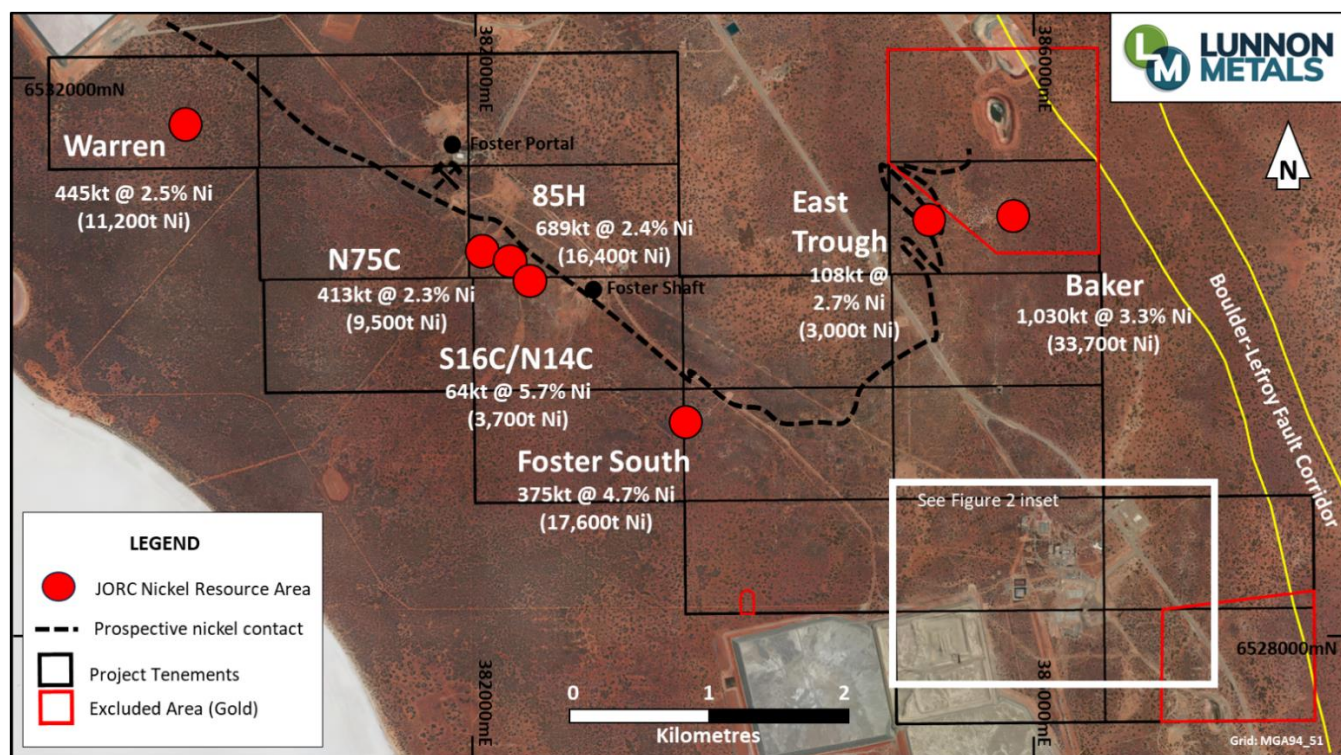 LUNNON
METALS
LM
N
382000mE
386000mE
6532000mN
Warren
445kt @ 2.5% Ni
(11,200t Ni)
Foster Portal
85H
689kt @ 2.4% Ni
(16,400t Ni)
N75C
413kt @ 2.3% Ni
(9,500t Ni)
Foster Shaft
East
Trough
108kt @
2.7% Ni
(3,000t Ni)
Baker
1,030kt @ 3.3% Ni
(33,700t Ni)
Boulder-Lefroy Fault Corridor
S16C/N14C
64kt @ 5.7% Ni
(3,700t Ni)
Foster South
375kt @ 4.7% Ni
(17,600t Ni)
See Figure 2 inset
LEGEND
JORC Nickel Resource Area
Prospective nickel contact
Project Tenements
Excluded Area (Gold)
382000mE
6528000mN
0 1 2
Kilometres
Grid: MGA94_51